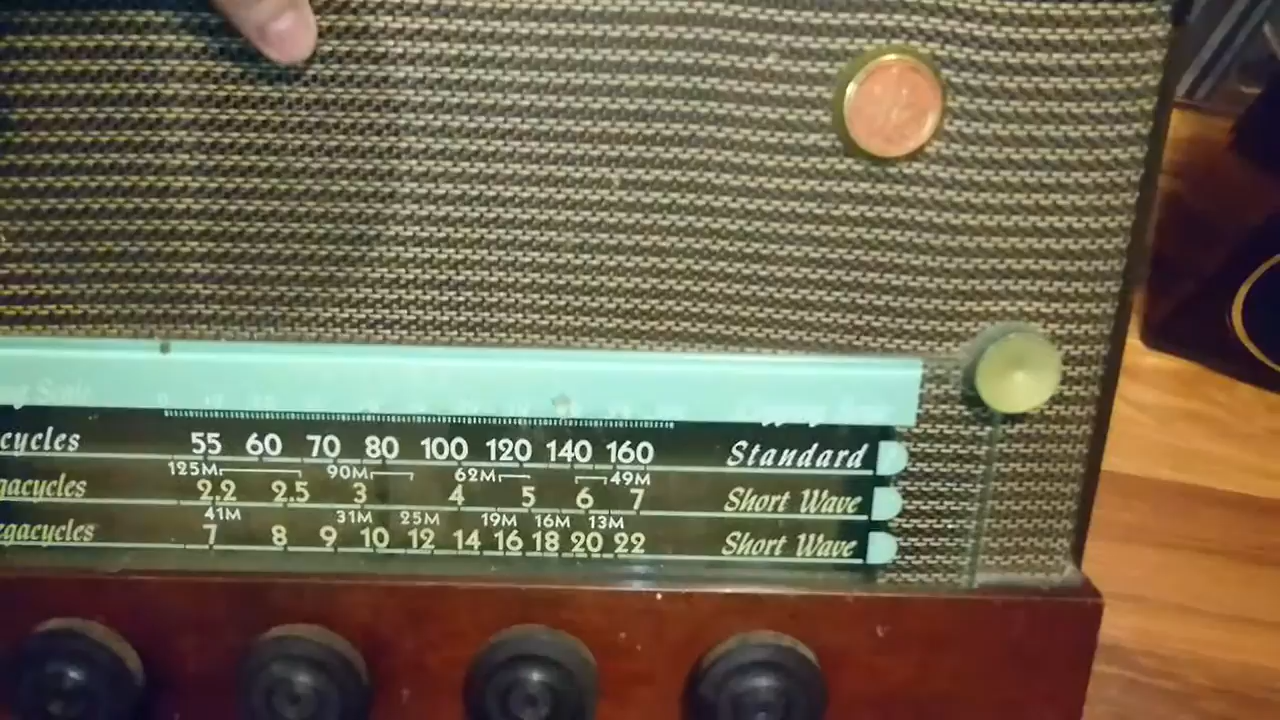 cycles 55 60 70 80 100 120 140 160 Standard
125M 90M 62M 49M
gacycles 2.2 2.5 3 4 5 6 7 Short Wave
41M 31M 25M 19M 16M 13M
egacycles 7 8 9 10 12 14 16 18 20 22 Short Wave